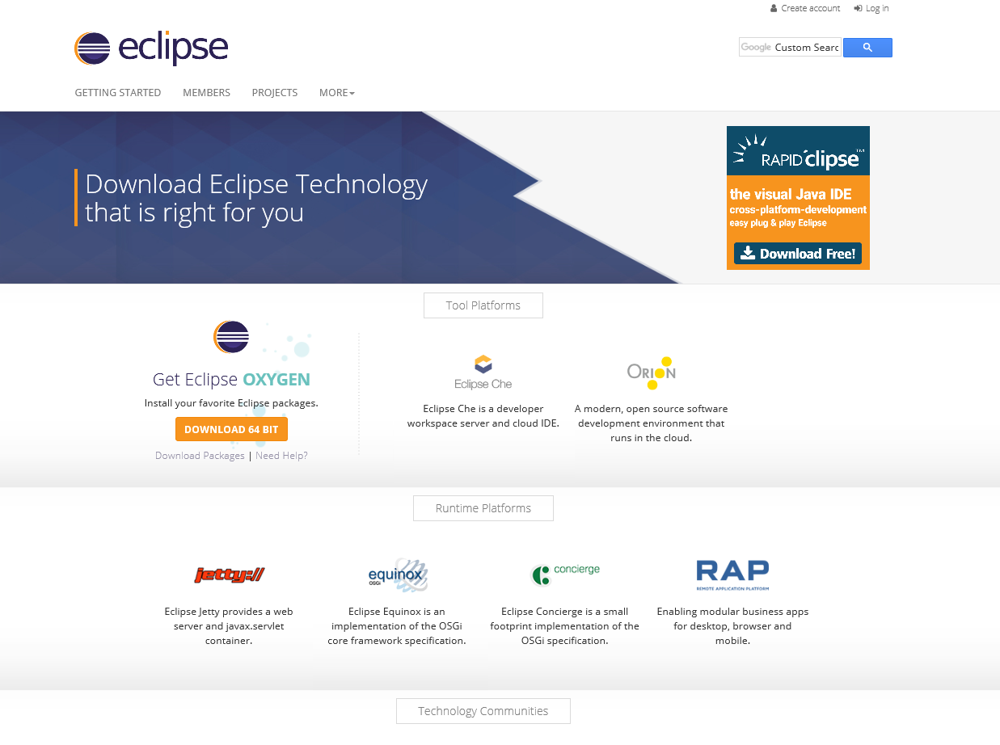 Create account
Log in
eclipse
Google Custom Searc
GETTING STARTED
MEMBERS
PROJECTS
MORE
Download Eclipse Technology
that is right for you
RAPID'clipse™
the visual Java IDE
cross-platform-development
easy plug & play Eclipse
Download Free!
Tool Platforms
Get Eclipse OXYGEN
Install your favorite Eclipse packages.
DOWNLOAD 64 BIT
Download Packages | Need Help?
Eclipse Che
Eclipse Che is a developer
workspace server and cloud IDE.
ORION
A modern, open source software
development environment that
runs in the cloud.
Runtime Platforms
jetty://
Eclipse Jetty provides a web
server and javax.servlet
container.
equinox
OSGi
Eclipse Equinox is an
implementation of the OSGi
core framework specification.
concierge
Eclipse Concierge is a small
footprint implementation of the
OSGi specification.
RAP
REMOTE APPLICATION PLATFORM
Enabling modular business apps
for desktop, browser and
mobile.
Technology Communities